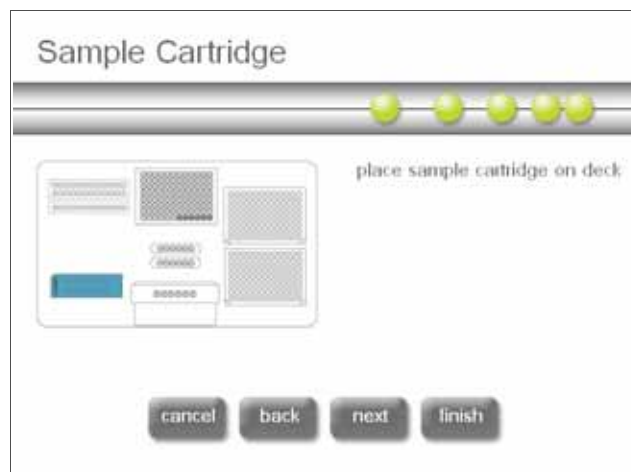 Sample Cartridge
place sample cartridge on deck
cancel
back
next
finish